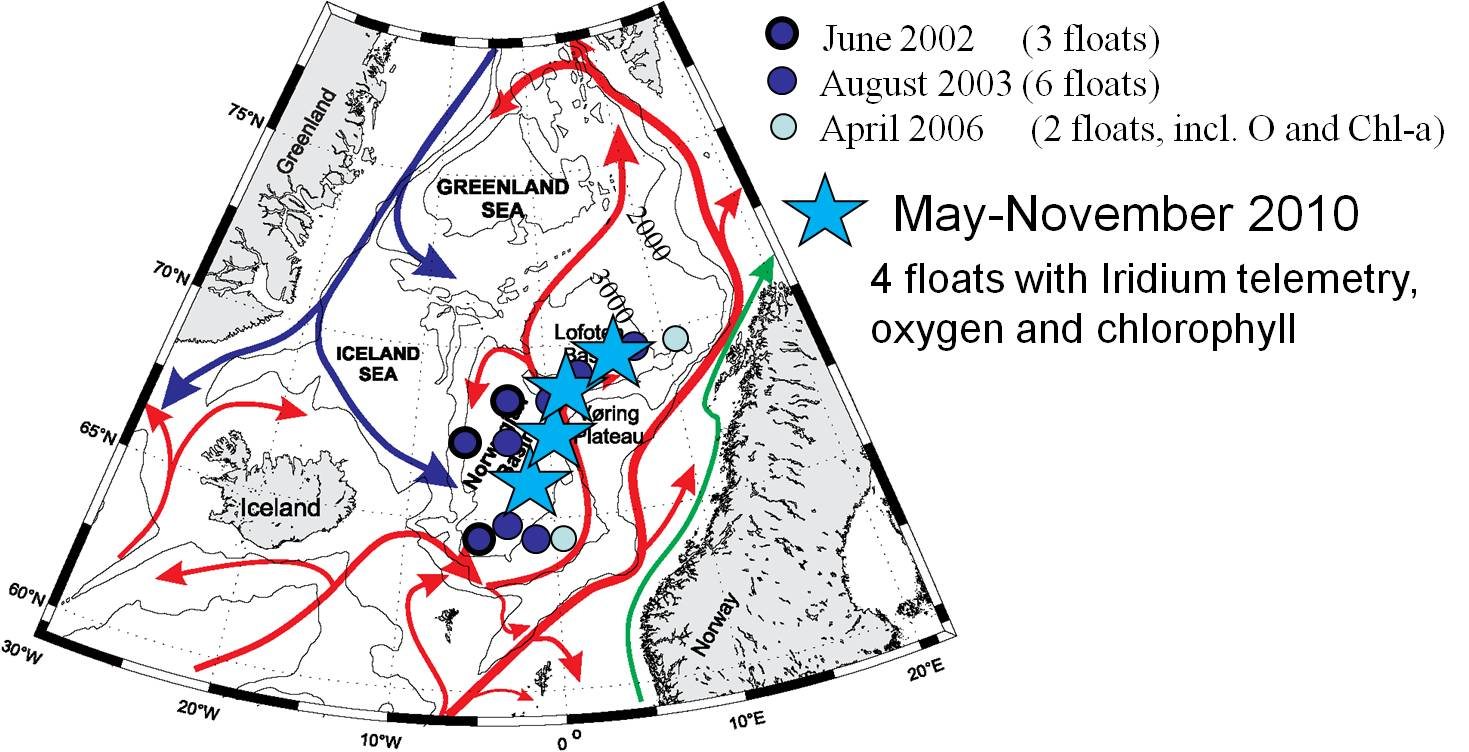 June 2002 (3 floats)
August 2003 (6 floats)
April 2006 (2 floats, incl. O and Chl-a)
May-November 2010
4 floats with Iridium telemetry,
oxygen and chlorophyll
75°N
70°N
65°N
60°N
30°W
20°W
10°W
0°
10°E
20°E
Greenland
GREENLAND
SEA
2000
3000
ICELAND
SEA
Plateau
Iceland
Norway